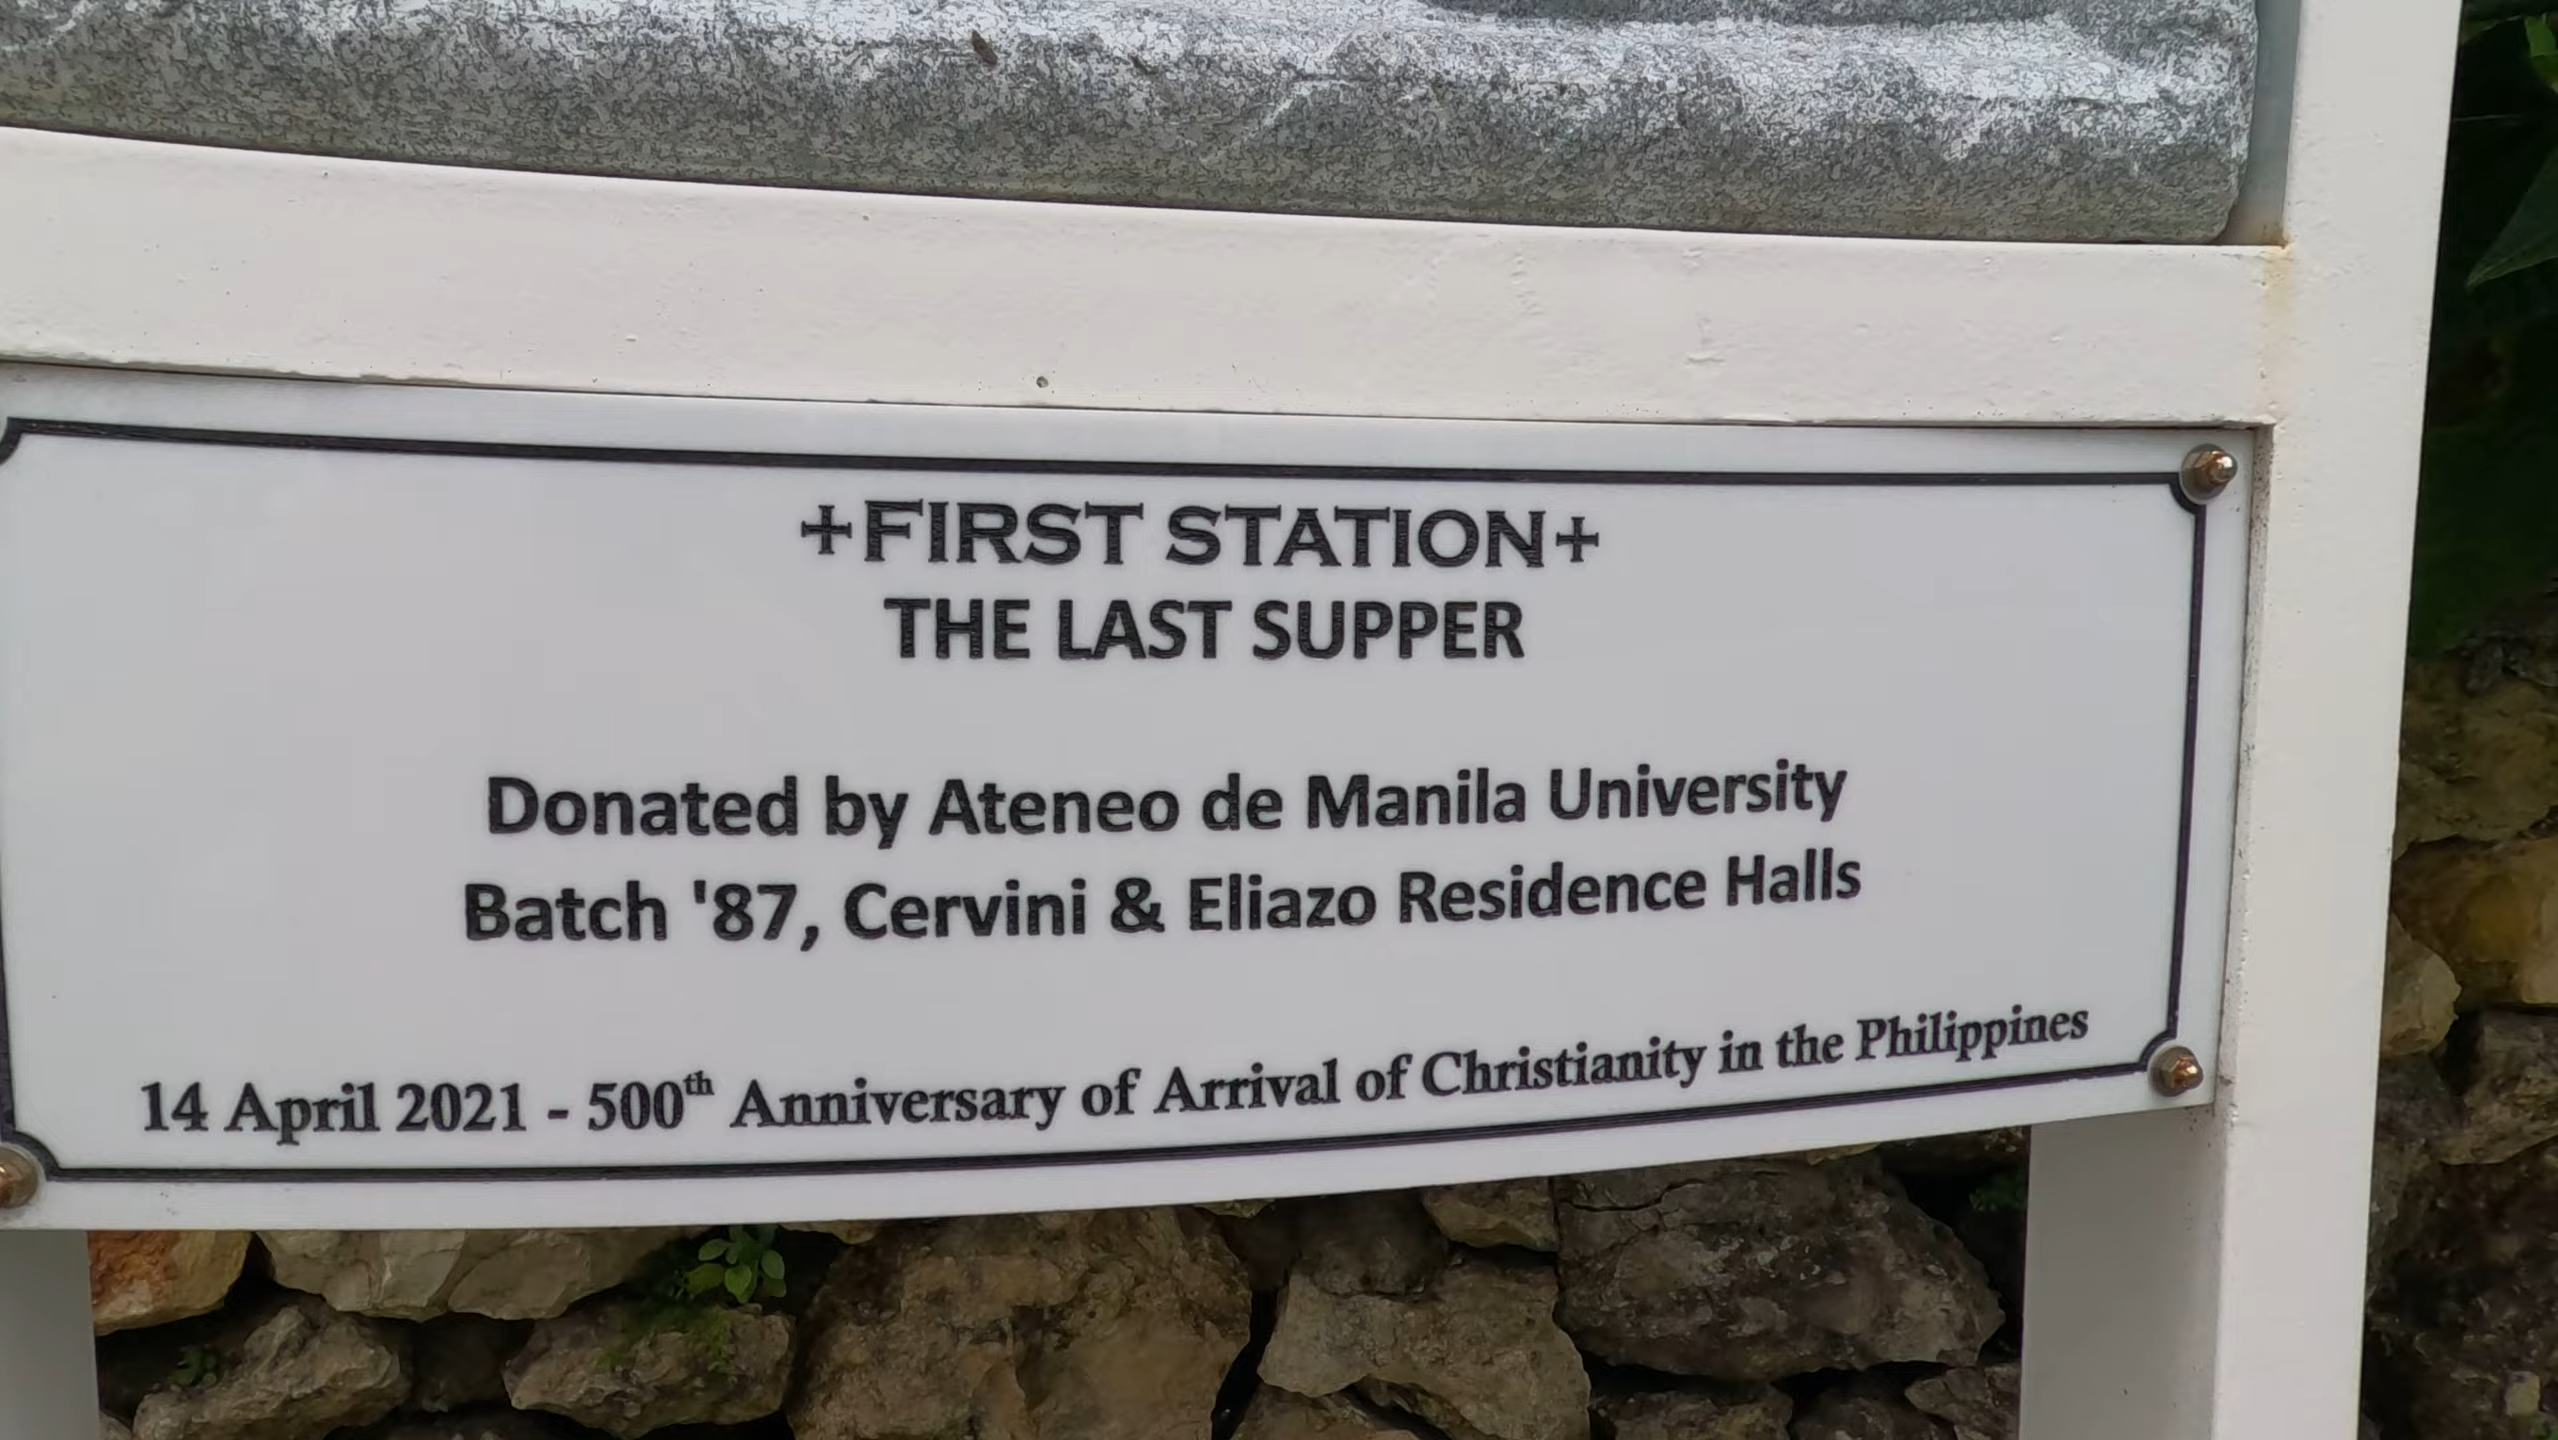 +FIRST STATION+
THE LAST SUPPER
Donated by Ateneo de Manila University
Batch '87, Cervini & Eliazo Residence Halls
14 April 2021 - 500th Anniversary of Arrival of Christianity in the Philippines